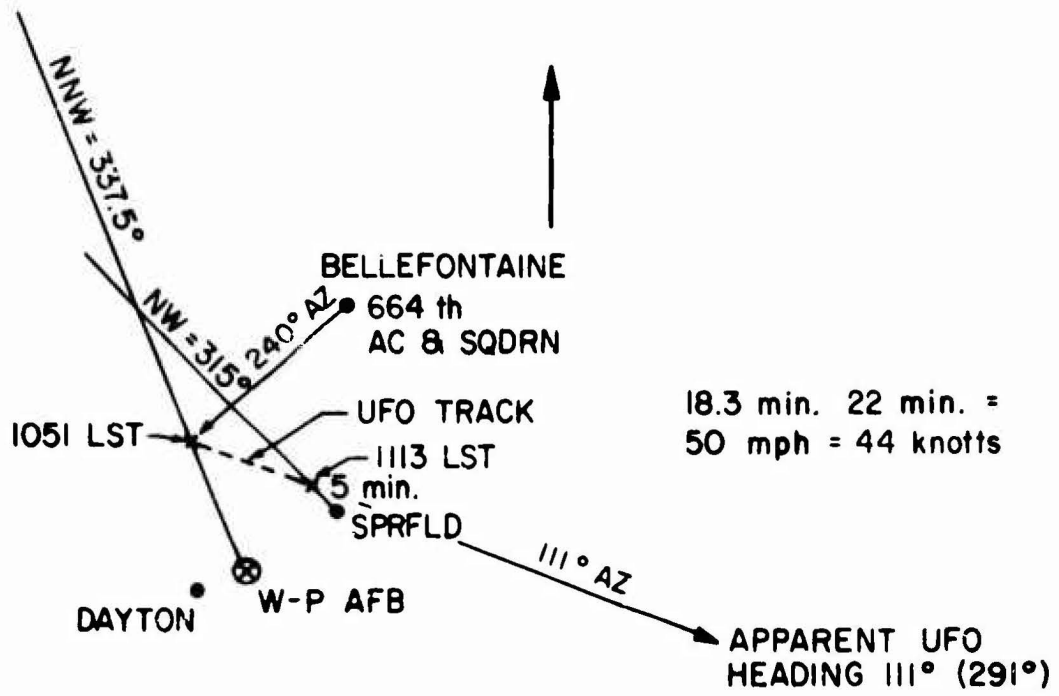 NNW = 337.5°
BELLEFONTAINE
664 th
AC & SQDRN
240° AZ
NW = 315°
UFO TRACK
18.3 min. 22 min. =
50 mph = 44 knotts
1051 LST
1113 LST
5 min.
SPRFLD
111° AZ
W-P AFB
DAYTON
APPARENT UFO
HEADING 111° (291°)